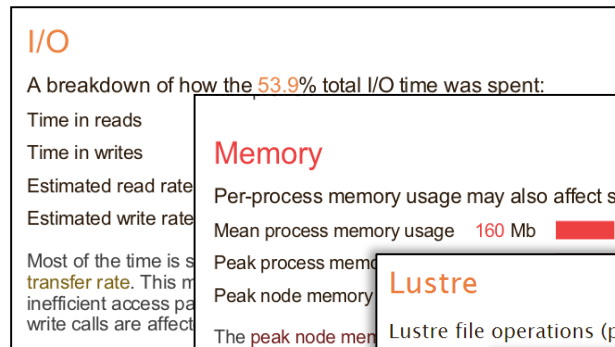 I/O
A breakdown of how the 53.9% total I/O time was spent:
Time in reads
Time in writes
Estimated read rate
Estimated write rate
Most of the time is s
transfer rate. This m
inefficient access pa
write calls are affect
Memory
Per-process memory usage may also affect s
Mean process memory usage 160 Mb
Peak process memo
Peak node memory
The peak node mem
Lustre
Lustre file operations (p